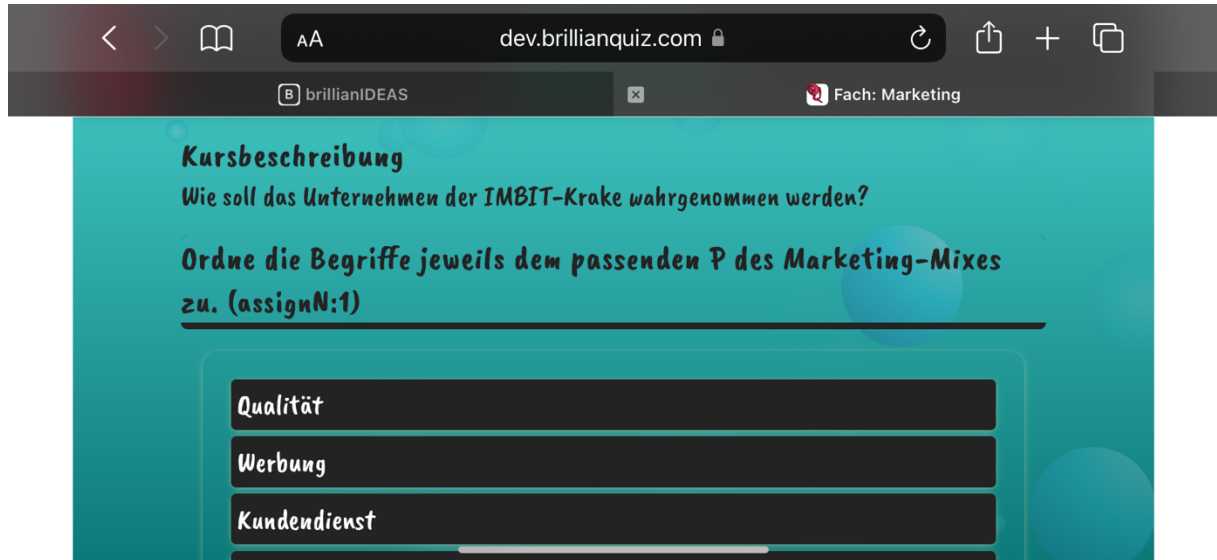 AA
dev.brillianquiz.com
B brillianIDEAS
Fach: Marketing
Kursbeschreibung
Wie soll das Unternehmen der IMBIT-Krake wahrgenommen werden?
Ordne die Begriffe jeweils dem passenden P des Marketing-Mixes
zu. (assignN:1)
Qualität
Werbung
Kundendienst